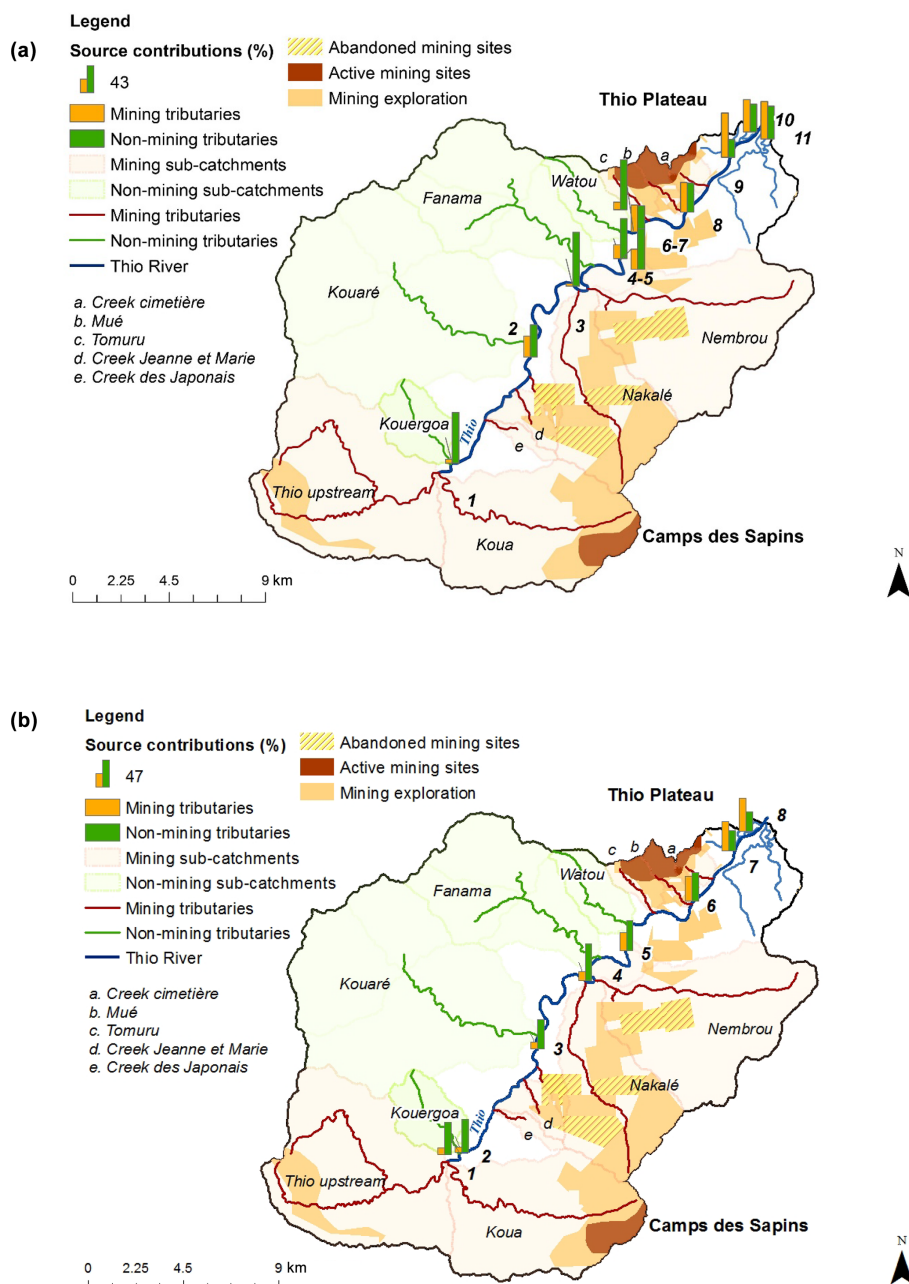 (a)
Legend
Source contributions (%)
43
Mining tributaries
Non-mining tributaries
Mining sub-catchments
Non-mining sub-catchments
Mining tributaries
Non-mining tributaries
Thio River
a. Creek cimetière
b. Mué
c. Tomuru
d. Creek Jeanne et Marie
e. Creek des Japonais
Abandoned mining sites
Active mining sites
Mining exploration
Thio Plateau
10
11
c b a
Watou
Fanama
9
8
6-7
4-5
Kouaré
2
3
Nembrou
Nakalé
Kouergoa
Thio
d
e
Thio upstream
1
Koua
Camps des Sapins
0 2.25 4.5 9 km
N
(b)
Legend
Source contributions (%)
47
Mining tributaries
Non-mining tributaries
Mining sub-catchments
Non-mining sub-catchments
Mining tributaries
Non-mining tributaries
Thio River
a. Creek cimetière
b. Mué
c. Tomuru
d. Creek Jeanne et Marie
e. Creek des Japonais
Abandoned mining sites
Active mining sites
Mining exploration
Thio Plateau
8
c b a
Watou
7
Fanama
6
5
4
Kouaré
Nembrou
3
Nakalé
Kouergoa
Thio
d
e
2
1
Thio upstream
Koua
Camps des Sapins
0 2.25 4.5 9 km
N